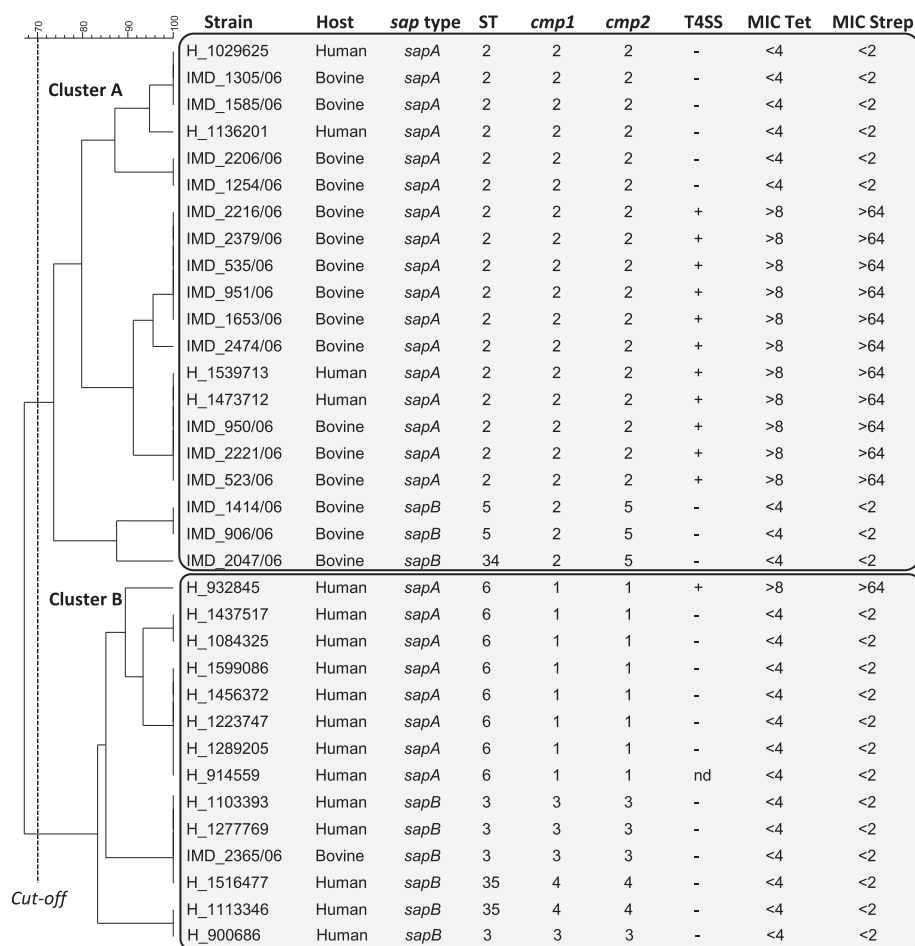 70 80 90 100
Strain Host sap type ST cmp1 cmp2 T4SS MIC Tet MIC Strep
H_1029625 Human sapA 2 2 2 - <4 <2
Cluster A
IMD_1305/06 Bovine sapA 2 2 2 - <4 <2
IMD_1585/06 Bovine sapA 2 2 2 - <4 <2
H_1136201 Human sapA 2 2 2 - <4 <2
IMD_2206/06 Bovine sapA 2 2 2 - <4 <2
IMD_1254/06 Bovine sapA 2 2 2 - <4 <2
IMD_2216/06 Bovine sapA 2 2 2 + >8 >64
IMD_2379/06 Bovine sapA 2 2 2 + >8 >64
IMD_535/06 Bovine sapA 2 2 2 + >8 >64
IMD_951/06 Bovine sapA 2 2 2 + >8 >64
IMD_1653/06 Bovine sapA 2 2 2 + >8 >64
IMD_2474/06 Bovine sapA 2 2 2 + >8 >64
H_1539713 Human sapA 2 2 2 + >8 >64
H_1473712 Human sapA 2 2 2 + >8 >64
IMD_950/06 Bovine sapA 2 2 2 + >8 >64
IMD_2221/06 Bovine sapA 2 2 2 + >8 >64
IMD_523/06 Bovine sapA 2 2 2 + >8 >64
IMD_1414/06 Bovine sapB 5 2 5 - <4 <2
IMD_906/06 Bovine sapB 5 2 5 - <4 <2
IMD_2047/06 Bovine sapB 34 2 5 - <4 <2
Cluster B
H_932845 Human sapA 6 1 1 + >8 >64
H_1437517 Human sapA 6 1 1 - <4 <2
H_1084325 Human sapA 6 1 1 - <4 <2
H_1599086 Human sapA 6 1 1 - <4 <2
H_1456372 Human sapA 6 1 1 - <4 <2
H_1223747 Human sapA 6 1 1 - <4 <2
H_1289205 Human sapA 6 1 1 - <4 <2
H_914559 Human sapA 6 1 1 nd <4 <2
H_1103393 Human sapB 3 3 3 - <4 <2
H_1277769 Human sapB 3 3 3 - <4 <2
IMD_2365/06 Bovine sapB 3 3 3 - <4 <2
H_1516477 Human sapB 35 4 4 - <4 <2
Cut-off
H_1113346 Human sapB 35 4 4 - <4 <2
H_900686 Human sapB 3 3 3 - <4 <2